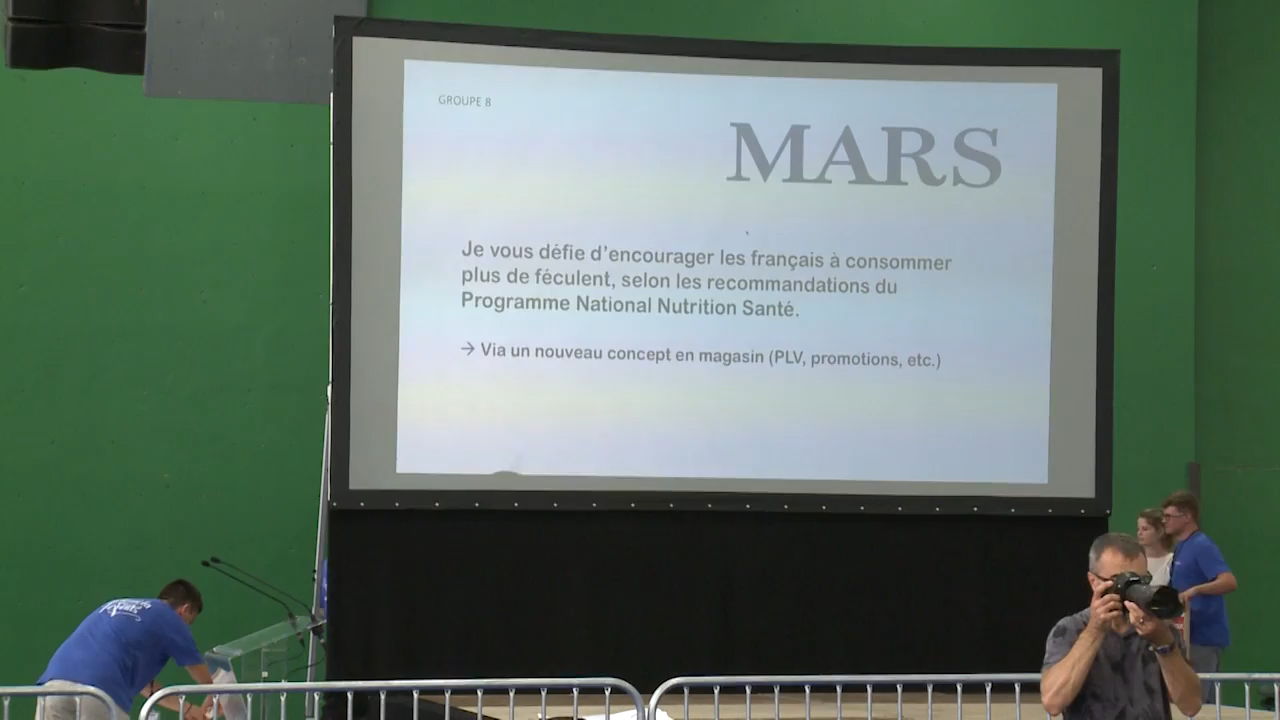 GROUPE 8
MARS
Je vous défie d'encourager les français à consommer
plus de féculent, selon les recommandations du
Programme National Nutrition Santé.
→ Via un nouveau concept en magasin (PLV, promotions, etc.)